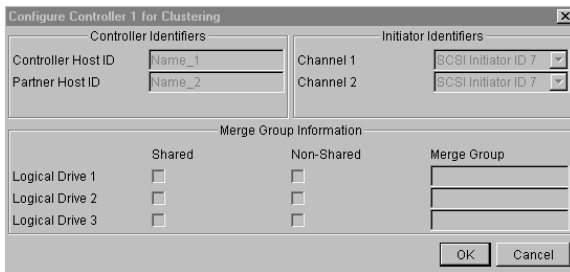 Configure Controller 1 for Clustering
Controller Identifiers
Controller Host ID Name_1
Partner Host ID Name_2
Initiator Identifiers
Channel 1 SCSI Initiator ID 7
Channel 2 SCSI Initiator ID 7
Merge Group Information
Shared Non-Shared Merge Group
Logical Drive 1
Logical Drive 2
Logical Drive 3
OK Cancel